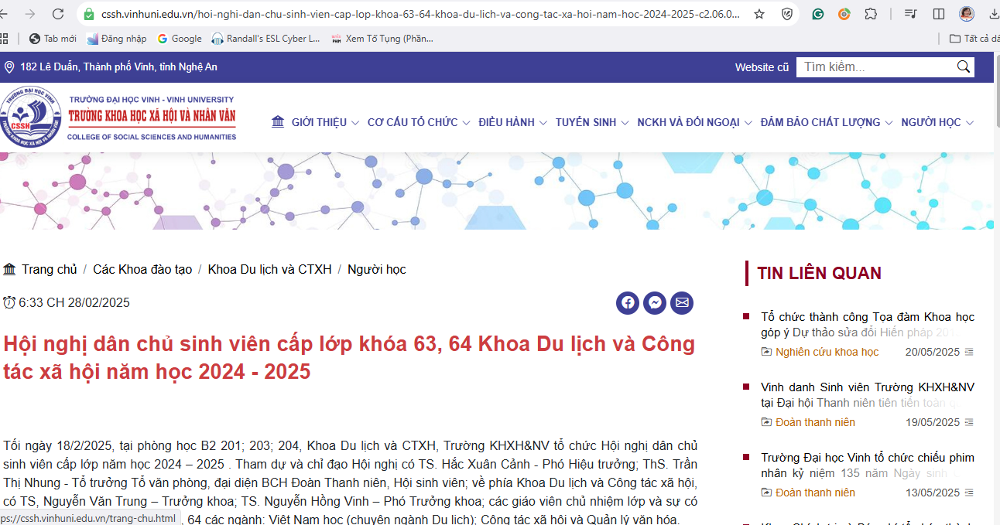 cssh.vinhuni.edu.vn/hoi-nghi-dan-chu-sinh-vien-cap-lop-khoa-63-64-khoa-du-lich-va-cong-tac-xa-hoi-nam-hoc-2024-2025-c2.06.0...
Tab mới Đăng nhập Google Randall's ESL Cyber L... Xem Tố Tụng (Phần... Tất cả dấ
182 Lê Duẩn, Thành phố Vinh, tỉnh Nghệ An Website cũ Tìm kiếm...
TRƯỜNG ĐẠI HỌC VINH - VINH UNIVERSITY
TRƯỜNG KHOA HỌC XÃ HỘI VÀ NHÂN VĂN
COLLEGE OF SOCIAL SCIENCES AND HUMANITIES
TRƯỜNG ĐẠI HỌC VINH
CSSH
TRƯỜNG KHOA HỌC XÃ HỘI VÀ NHÂN VĂN
GIỚI THIỆU CƠ CẤU TỔ CHỨC ĐIỀU HÀNH TUYỂN SINH NCKH VÀ ĐỐI NGOẠI ĐẢM BẢO CHẤT LƯỢNG NGƯỜI HỌC
Trang chủ / Các Khoa đào tạo / Khoa Du lịch và CTXH / Người học
6:33 CH 28/02/2025
Hội nghị dân chủ sinh viên cấp lớp khóa 63, 64 Khoa Du lịch và Công
tác xã hội năm học 2024 - 2025
Tối ngày 18/2/2025, tại phòng học B2 201; 203; 204, Khoa Du lịch và CTXH, Trường KHXH&NV tổ chức Hội nghị dân chủ
sinh viên cấp lớp năm học 2024 – 2025 . Tham dự và chỉ đạo Hội nghị có TS. Hắc Xuân Cảnh - Phó Hiệu trưởng; ThS. Trần
Thị Nhung - Tổ trưởng Tổ văn phòng, đại diện BCH Đoàn Thanh niên, Hội sinh viên; về phía Khoa Du lịch và Công tác xã hội,
có TS, Nguyễn Văn Trung – Trưởng khoa; TS. Nguyễn Hồng Vinh – Phó Trưởng khoa; các giáo viên chủ nhiệm lớp và sự có
, 64 các ngành: Việt Nam học (chuyên ngành Du lịch); Công tác xã hội và Quản lý văn hóa.
ps://cssh.vinhuni.edu.vn/trang-chu.html
TIN LIÊN QUAN
Tổ chức thành công Tọa đàm Khoa học
góp ý Dự thảo sửa đổi Hiến pháp 201
Nghiên cứu khoa học 20/05/2025
Vinh danh Sinh viên Trường KHXH&NV
tại Đại hội Thanh niên tiên tiến toàn q
Đoàn thanh niên 19/05/2025
Trường Đại học Vinh tổ chức chiếu phim
nhân kỷ niệm 135 năm Ngày sinh
Đoàn thanh niên 13/05/2025